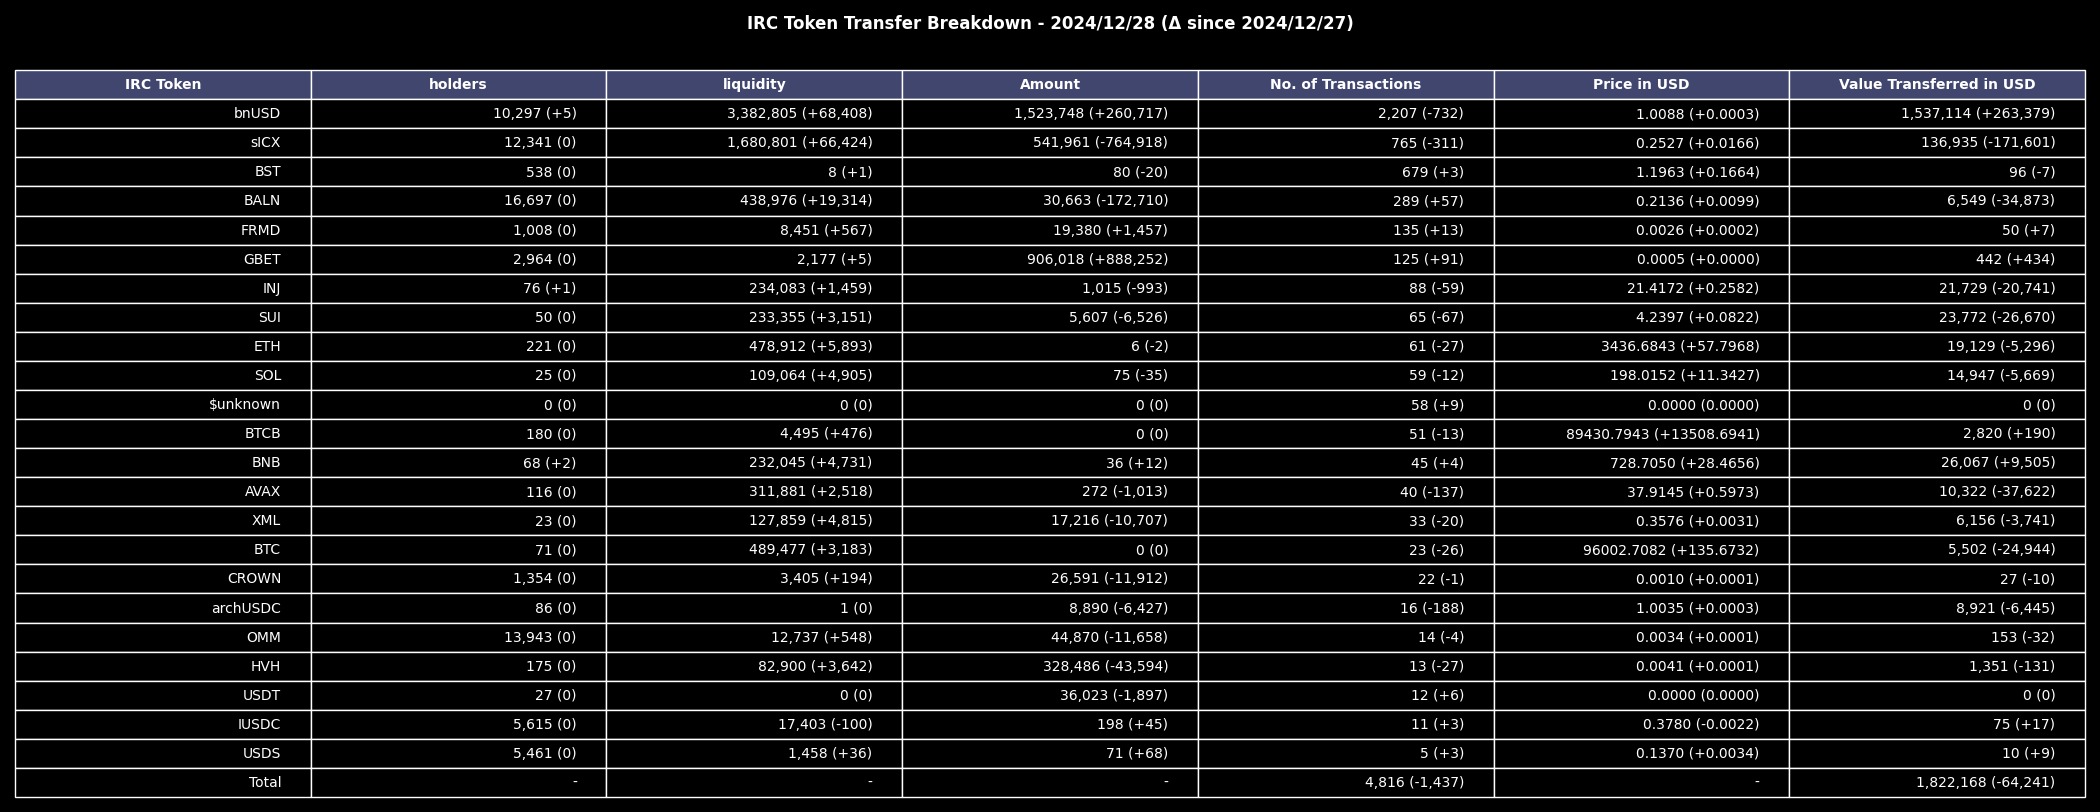 IRC Token Transfer Breakdown - 2024/12/28 (Δ since 2024/12/27)
IRC Token holders liquidity Amount No. of Transactions Price in USD Value Transferred in USD
bnUSD 10,297 (+5) 3,382,805 (+68,408) 1,523,748 (+260,717) 2,207 (-732) 1.0088 (+0.0003) 1,537,114 (+263,379)
sICX 12,341 (0) 1,680,801 (+66,424) 541,961 (-764,918) 765 (-311) 0.2527 (+0.0166) 136,935 (-171,601)
BST 538 (0) 8 (+1) 80 (-20) 679 (+3) 1.1963 (+0.1664) 96 (-7)
BALN 16,697 (0) 438,976 (+19,314) 30,663 (-172,710) 289 (+57) 0.2136 (+0.0099) 6,549 (-34,873)
FRMD 1,008 (0) 8,451 (+567) 19,380 (+1,457) 135 (+13) 0.0026 (+0.0002) 50 (+7)
GBET 2,964 (0) 2,177 (+5) 906,018 (+888,252) 125 (+91) 0.0005 (+0.0000) 442 (+434)
INJ 76 (+1) 234,083 (+1,459) 1,015 (-993) 88 (-59) 21.4172 (+0.2582) 21,729 (-20,741)
SUI 50 (0) 233,355 (+3,151) 5,607 (-6,526) 65 (-67) 4.2397 (+0.0822) 23,772 (-26,670)
ETH 221 (0) 478,912 (+5,893) 6 (-2) 61 (-27) 3436.6843 (+57.7968) 19,129 (-5,296)
SOL 25 (0) 109,064 (+4,905) 75 (-35) 59 (-12) 198.0152 (+11.3427) 14,947 (-5,669)
$unknown 0 (0) 0 (0) 0 (0) 58 (+9) 0.0000 (0.0000) 0 (0)
BTCB 180 (0) 4,495 (+476) 0 (0) 51 (-13) 89430.7943 (+13508.6941) 2,820 (+190)
BNB 68 (+2) 232,045 (+4,731) 36 (+12) 45 (+4) 728.7050 (+28.4656) 26,067 (+9,505)
AVAX 116 (0) 311,881 (+2,518) 272 (-1,013) 40 (-137) 37.9145 (+0.5973) 10,322 (-37,622)
XML 23 (0) 127,859 (+4,815) 17,216 (-10,707) 33 (-20) 0.3576 (+0.0031) 6,156 (-3,741)
BTC 71 (0) 489,477 (+3,183) 0 (0) 23 (-26) 96002.7082 (+135.6732) 5,502 (-24,944)
CROWN 1,354 (0) 3,405 (+194) 26,591 (-11,912) 22 (-1) 0.0010 (+0.0001) 27 (-10)
archUSDC 86 (0) 1 (0) 8,890 (-6,427) 16 (-188) 1.0035 (+0.0003) 8,921 (-6,445)
OMM 13,943 (0) 12,737 (+548) 44,870 (-11,658) 14 (-4) 0.0034 (+0.0001) 153 (-32)
HVH 175 (0) 82,900 (+3,642) 328,486 (-43,594) 13 (-27) 0.0041 (+0.0001) 1,351 (-131)
USDT 27 (0) 0 (0) 36,023 (-1,897) 12 (+6) 0.0000 (0.0000) 0 (0)
IUSDC 5,615 (0) 17,403 (-100) 198 (+45) 11 (+3) 0.3780 (-0.0022) 75 (+17)
USDS 5,461 (0) 1,458 (+36) 71 (+68) 5 (+3) 0.1370 (+0.0034) 10 (+9)
Total - - - 4,816 (-1,437) - 1,822,168 (-64,241)